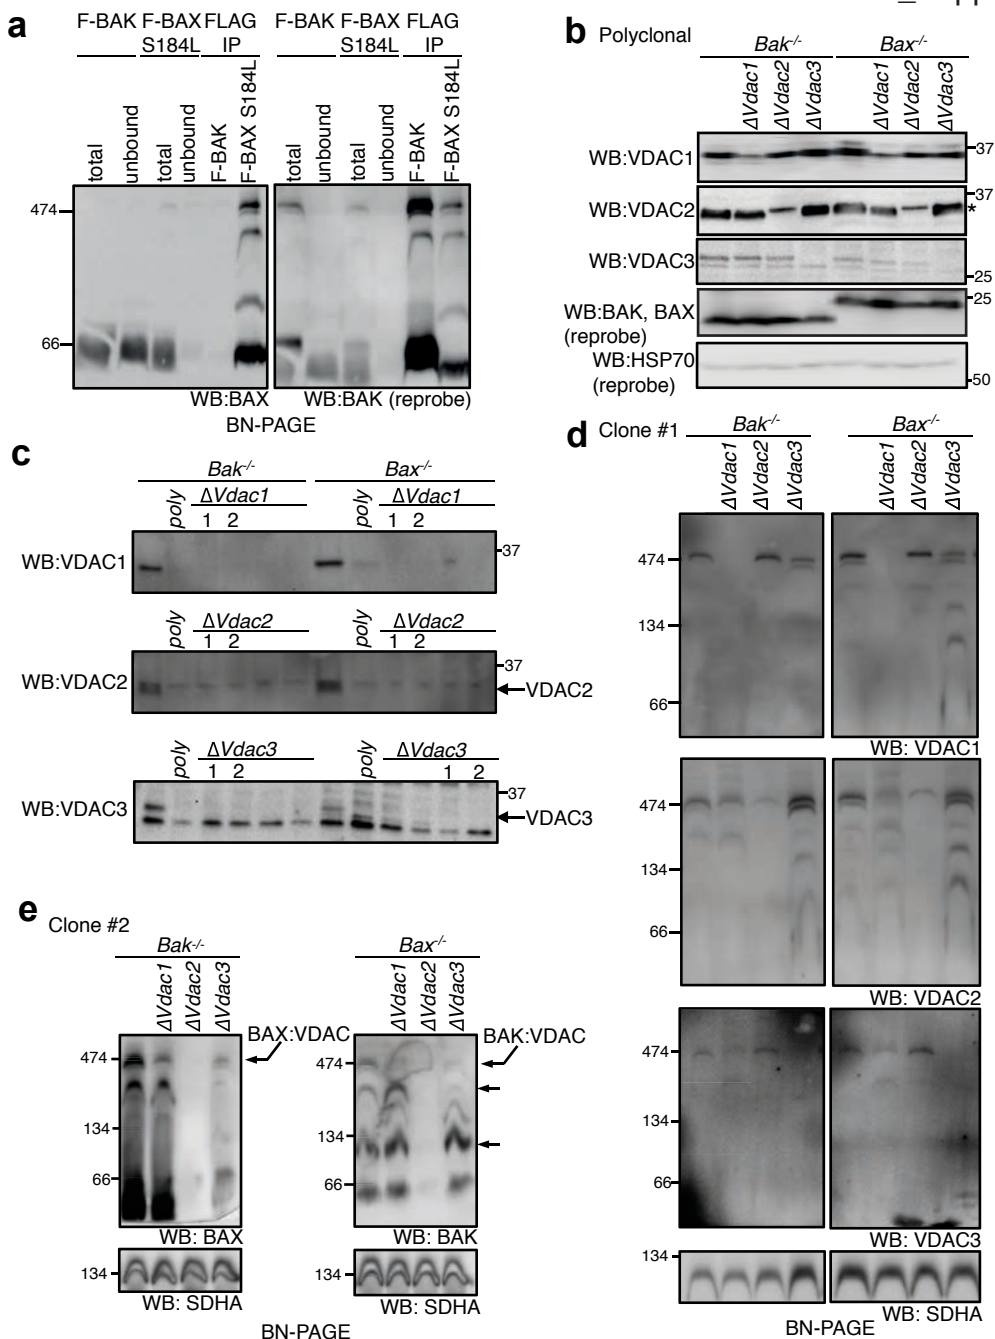 a
F-BAK F-BAX FLAG F-BAK F-BAX FLAG
S184L IP S184L IP
total
unbound
total
unbound
F-BAK
F-BAX S184L
total
unbound
total
unbound
F-BAK
F-BAX S184L
474
66
WB:BAX WB:BAK (reprobe)
BN-PAGE
b Polyclonal
Bak-/- Bax-/-
ΔVdac1 ΔVdac2 ΔVdac3 ΔVdac1 ΔVdac2 ΔVdac3
WB:VDAC1 37
37
WB:VDAC2 *
WB:VDAC3 25
25
WB:BAK, BAX
(reprobe)
WB:HSP70
(reprobe) 50
c
Bak-/- Bax-/-
poly ΔVdac1 poly ΔVdac1
1 2 1 2
WB:VDAC1 37
poly ΔVdac2 poly ΔVdac2
1 2 1 2
37
WB:VDAC2 VDAC2
poly ΔVdac3 poly ΔVdac3
1 2 1 2
37
WB:VDAC3 VDAC3
d Clone #1
Bak-/- Bax-/-
ΔVdac1 ΔVdac2 ΔVdac3 ΔVdac1 ΔVdac2 ΔVdac3
474
134
66
WB: VDAC1
474
134
66
WB: VDAC2
474
134
66
WB: VDAC3
134
WB: SDHA
BN-PAGE
e Clone #2
Bak-/- Bax-/-
ΔVdac1 ΔVdac2 ΔVdac3 ΔVdac1 ΔVdac2 ΔVdac3
BAX:VDAC BAK:VDAC
474 474
134 134
66 66
WB: BAX WB: BAK
134 134
WB: SDHA WB: SDHA
BN-PAGE